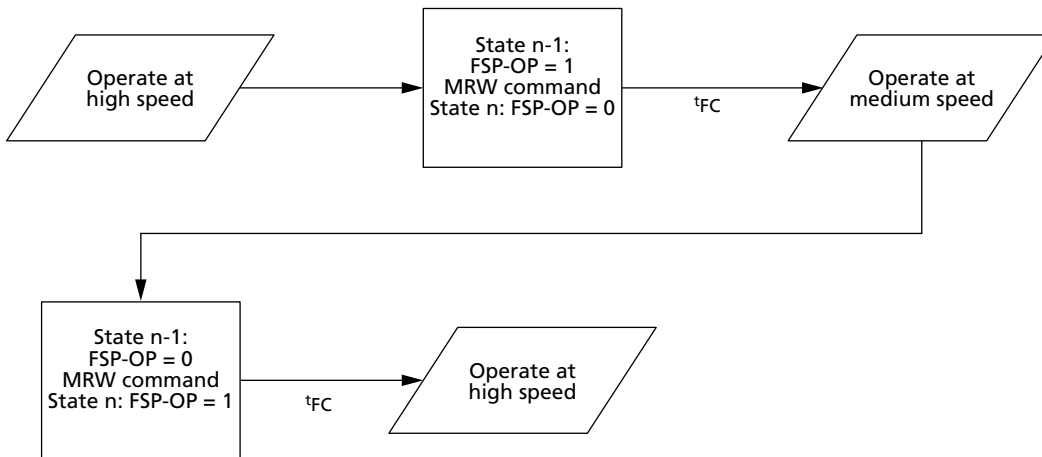 Operate at
high speed
State n-1:
FSP-OP = 1
MRW command
State n: FSP-OP = 0
tFC
Operate at
medium speed
State n-1:
FSP-OP = 0
MRW command
State n: FSP-OP = 1
tFC
Operate at
high speed